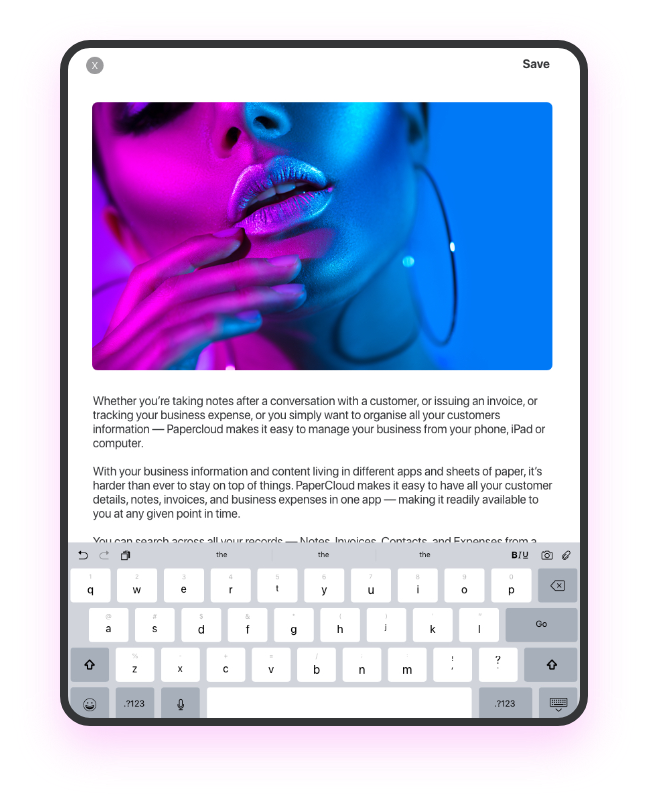 X
Save
Whether you're taking notes after a conversation with a customer, or issuing an invoice, or
tracking your business expense, or you simply want to organise all your customers
information — Papercloud makes it easy to manage your business from your phone, iPad or
computer.
With your business information and content living in different apps and sheets of paper, it's
harder than ever to stay on top of things. PaperCloud makes it easy to have all your customer
details, notes, invoices, and business expenses in one app — making it readily available to
you at any given point in time.
You can search across all your records — Notes, Invoices, Contacts, and Expenses from a
the the the BIU
1 2 3 4 5 6 7 8 9 0
q w e r t y u i o p
@ # $ & * ( ) ' "
a s d f g h j k l Go
% - + = / ; : ! ?
z x c v b n m , .
.?123 .?123